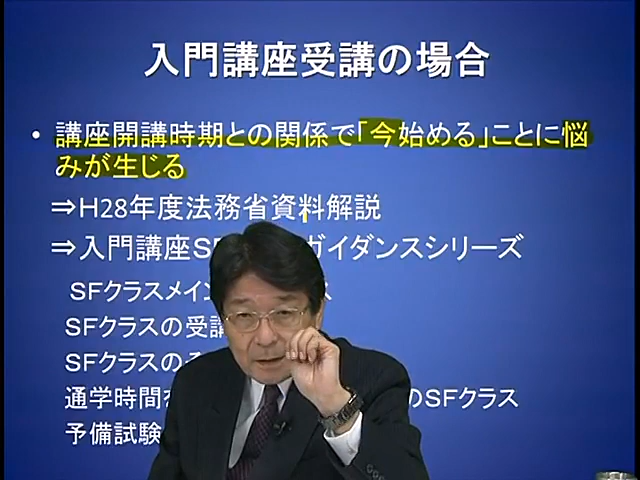 入門講座受講の場合
• 講座開講時期との関係で「今始める」ことに悩
みが生じる
⇒H28年度法務省資料解説
⇒入門講座S ガイダンスシリーズ
SFクラスメイン ス
SFクラスの受講
SFクラスの
通学時間 のSFクラス
予備試験